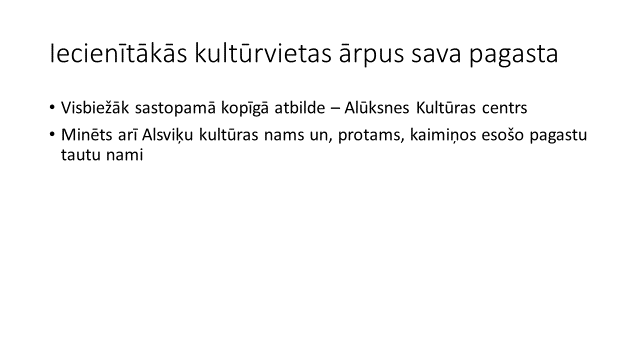 Iecienītākās kultūrvietas ārpus sava pagasta
• Visbiežāk sastopamā kopīgā atbilde – Alūksnes Kultūras centrs
• Minēts arī Alsviķu kultūras nams un, protams, kaimiņos esošo pagastu
tautu nami